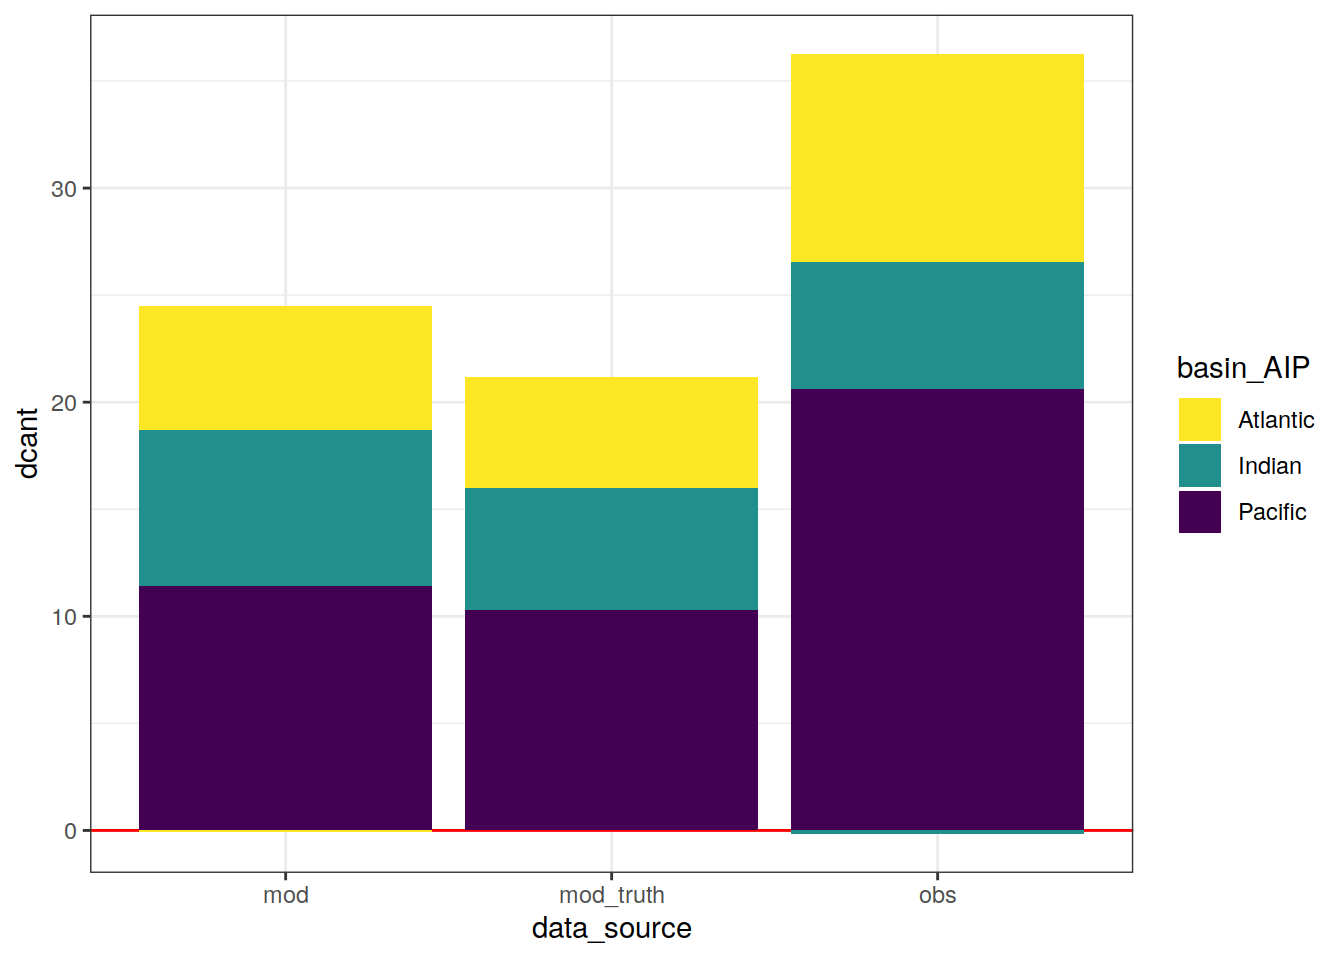 dcant
30
20
10
0
mod
mod_truth
obs
data_source
basin_AIP
Atlantic
Indian
Pacific